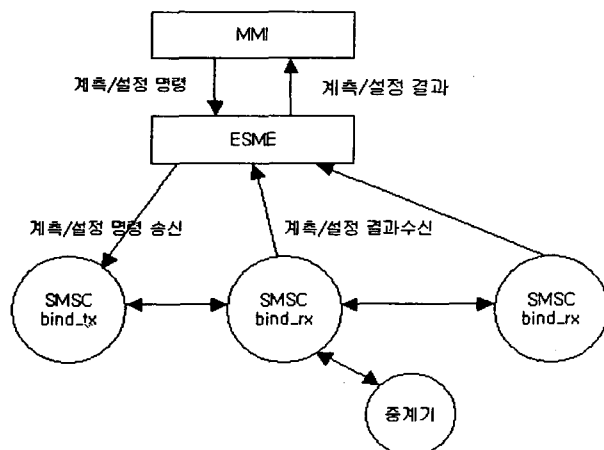 MMI
계측/설정 명령
계측/설정 결과
ESME
계측/설정 명령 송신
계측/설정 결과수신
SMSC
bind_tx
SMSC
bind_rx
SMSC
bind_rx
중계기